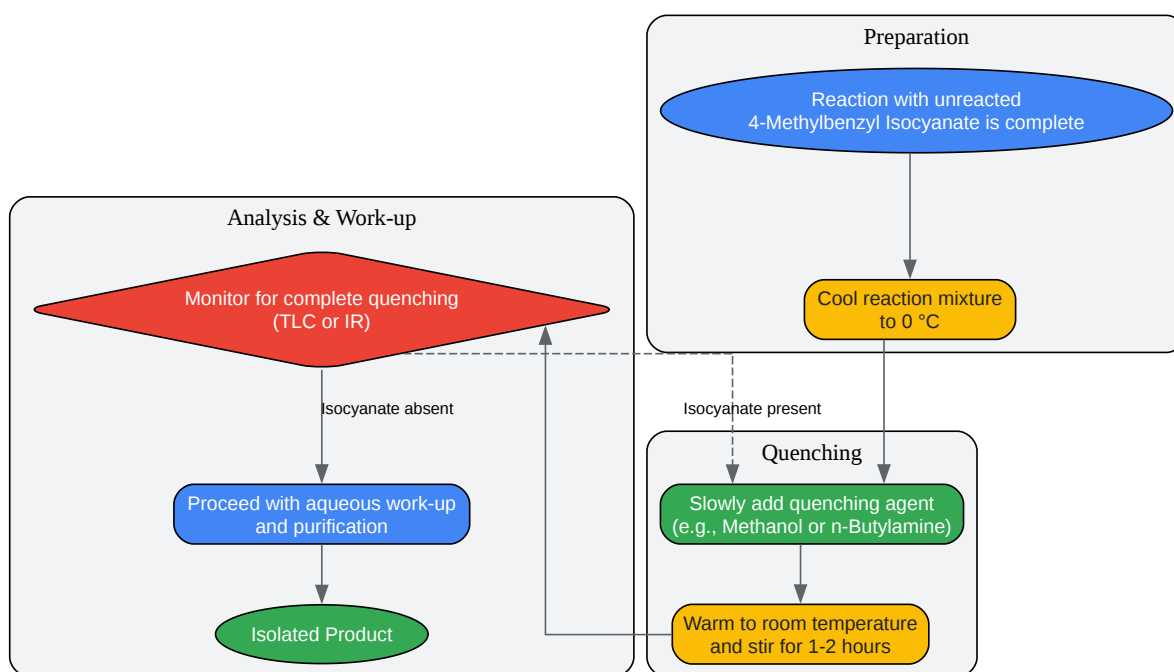 Preparation
Reaction with unreacted
4-Methylbenzyl Isocyanate is complete
Cool reaction mixture
to 0 °C
Analysis & Work-up
Monitor for complete quenching
(TLC or IR)
Isocyanate absent
Isocyanate present
Quenching
Slowly add quenching agent
(e.g., Methanol or n-Butylamine)
Warm to room temperature
and stir for 1-2 hours
Proceed with aqueous work-up
and purification
Isolated Product